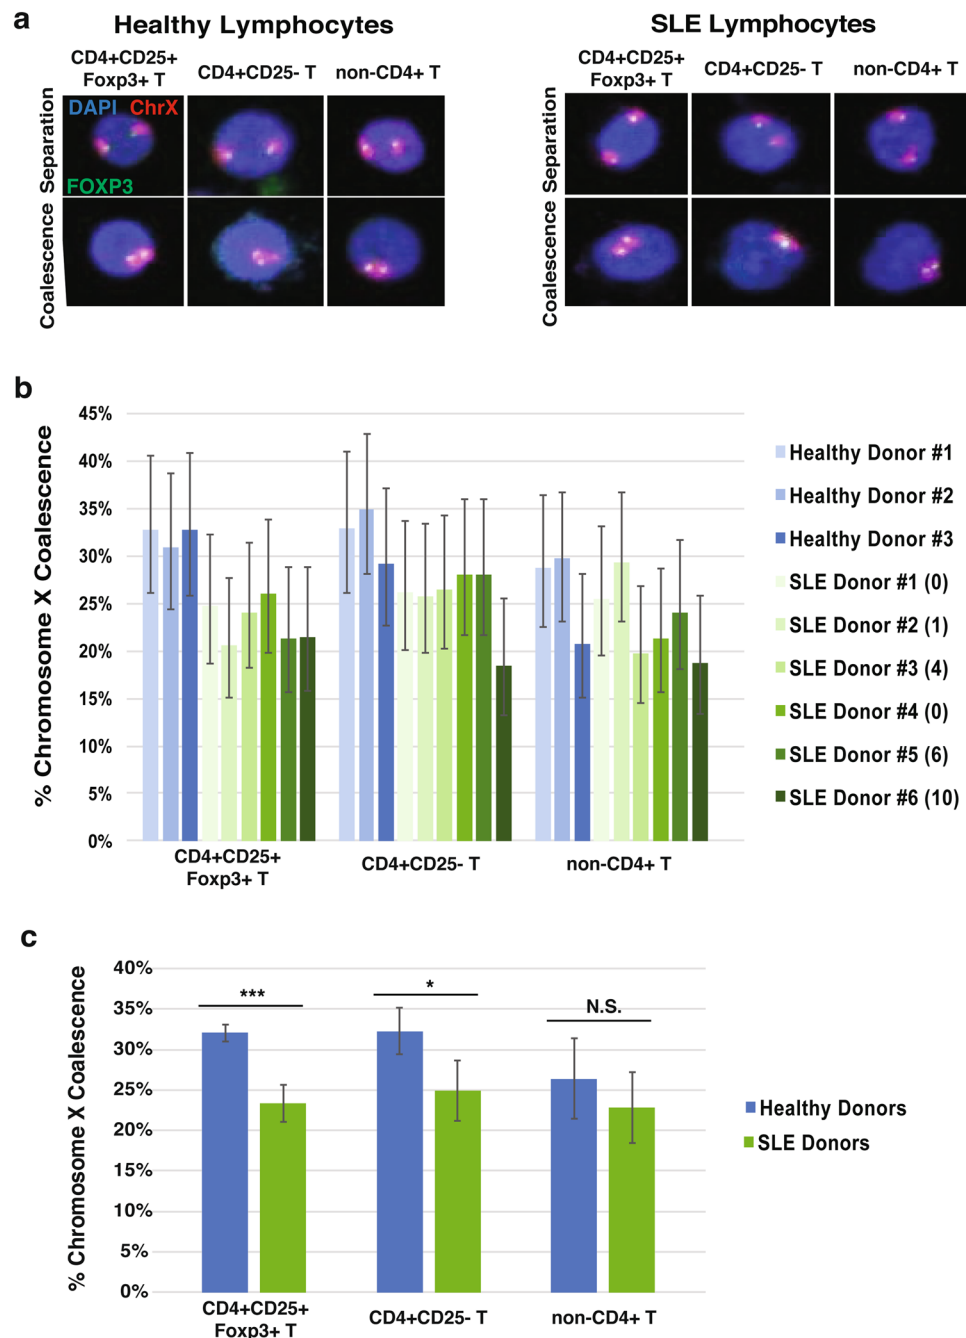 a
Healthy Lymphocytes
SLE Lymphocytes
CD4+CD25+
Foxp3+ T
CD4+CD25- T
non-CD4+ T
CD4+CD25+
Foxp3+ T
CD4+CD25- T
non-CD4+ T
Separation
DAPI
ChrX
FOXP3
Coalescence
Separation
Coalescence
b
% Chromosome X Coalescence
45%
40%
35%
30%
25%
20%
15%
10%
5%
0%
CD4+CD25+
Foxp3+ T
CD4+CD25- T
non-CD4+ T
Healthy Donor #1
Healthy Donor #2
Healthy Donor #3
SLE Donor #1 (0)
SLE Donor #2 (1)
SLE Donor #3 (4)
SLE Donor #4 (0)
SLE Donor #5 (6)
SLE Donor #6 (10)
c
% Chromosome X Coalescence
40%
35%
30%
25%
20%
15%
10%
5%
0%
***
*
N.S.
CD4+CD25+
Foxp3+ T
CD4+CD25- T
non-CD4+ T
Healthy Donors
SLE Donors